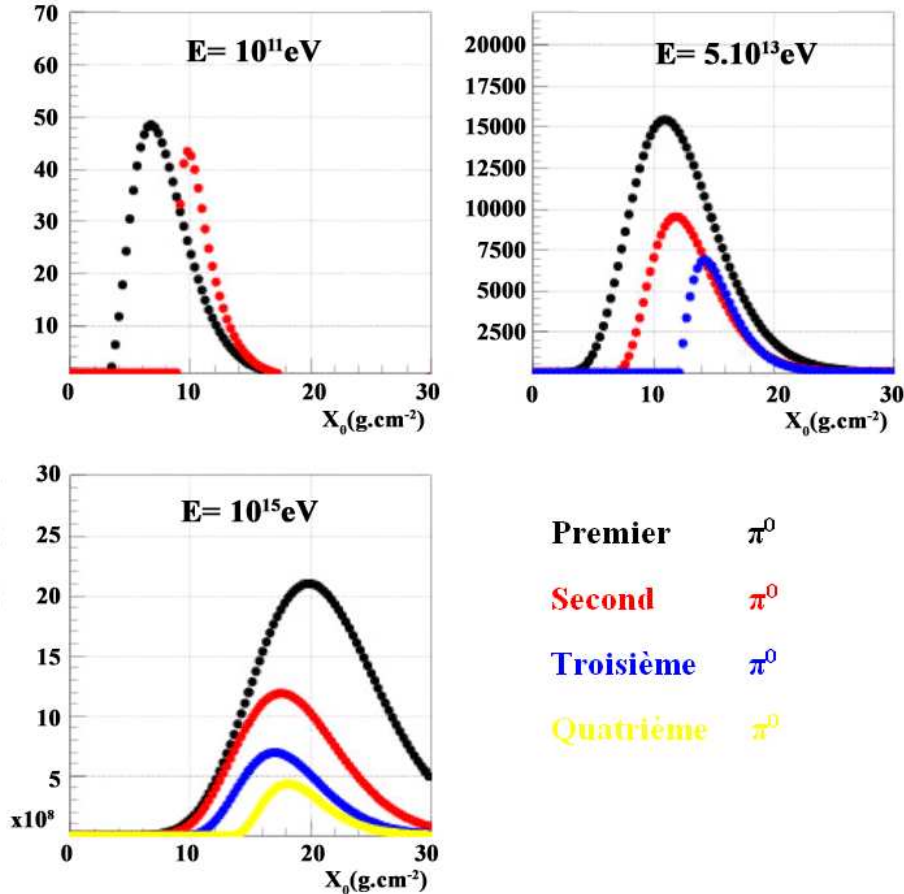 E= 10¹¹eV
70
60
50
40
30
20
10
0 10 20 30
X₀(g.cm⁻²)
E= 5.10¹³eV
20000
17500
15000
12500
10000
7500
5000
2500
0 10 20 30
X₀(g.cm⁻²)
E= 10¹⁵eV
30
25
20
15
10
5
x10⁸
0 10 20 30
X₀(g.cm⁻²)
Premier π⁰
Second π⁰
Troisième π⁰
Quatrième π⁰